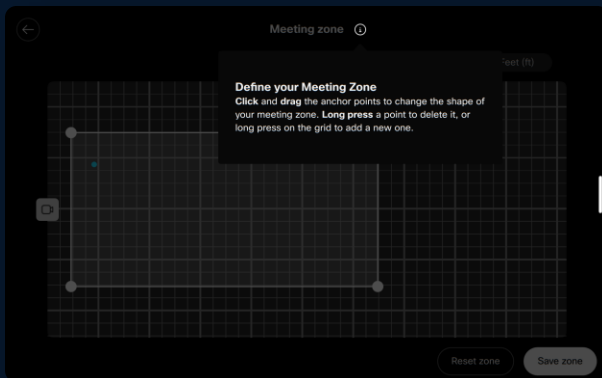 Meeting zone
Feet (ft)
Define your Meeting Zone
Click and drag the anchor points to change the shape of
your meeting zone. Long press a point to delete it, or
long press on the grid to add a new one.
Reset zone
Save zone